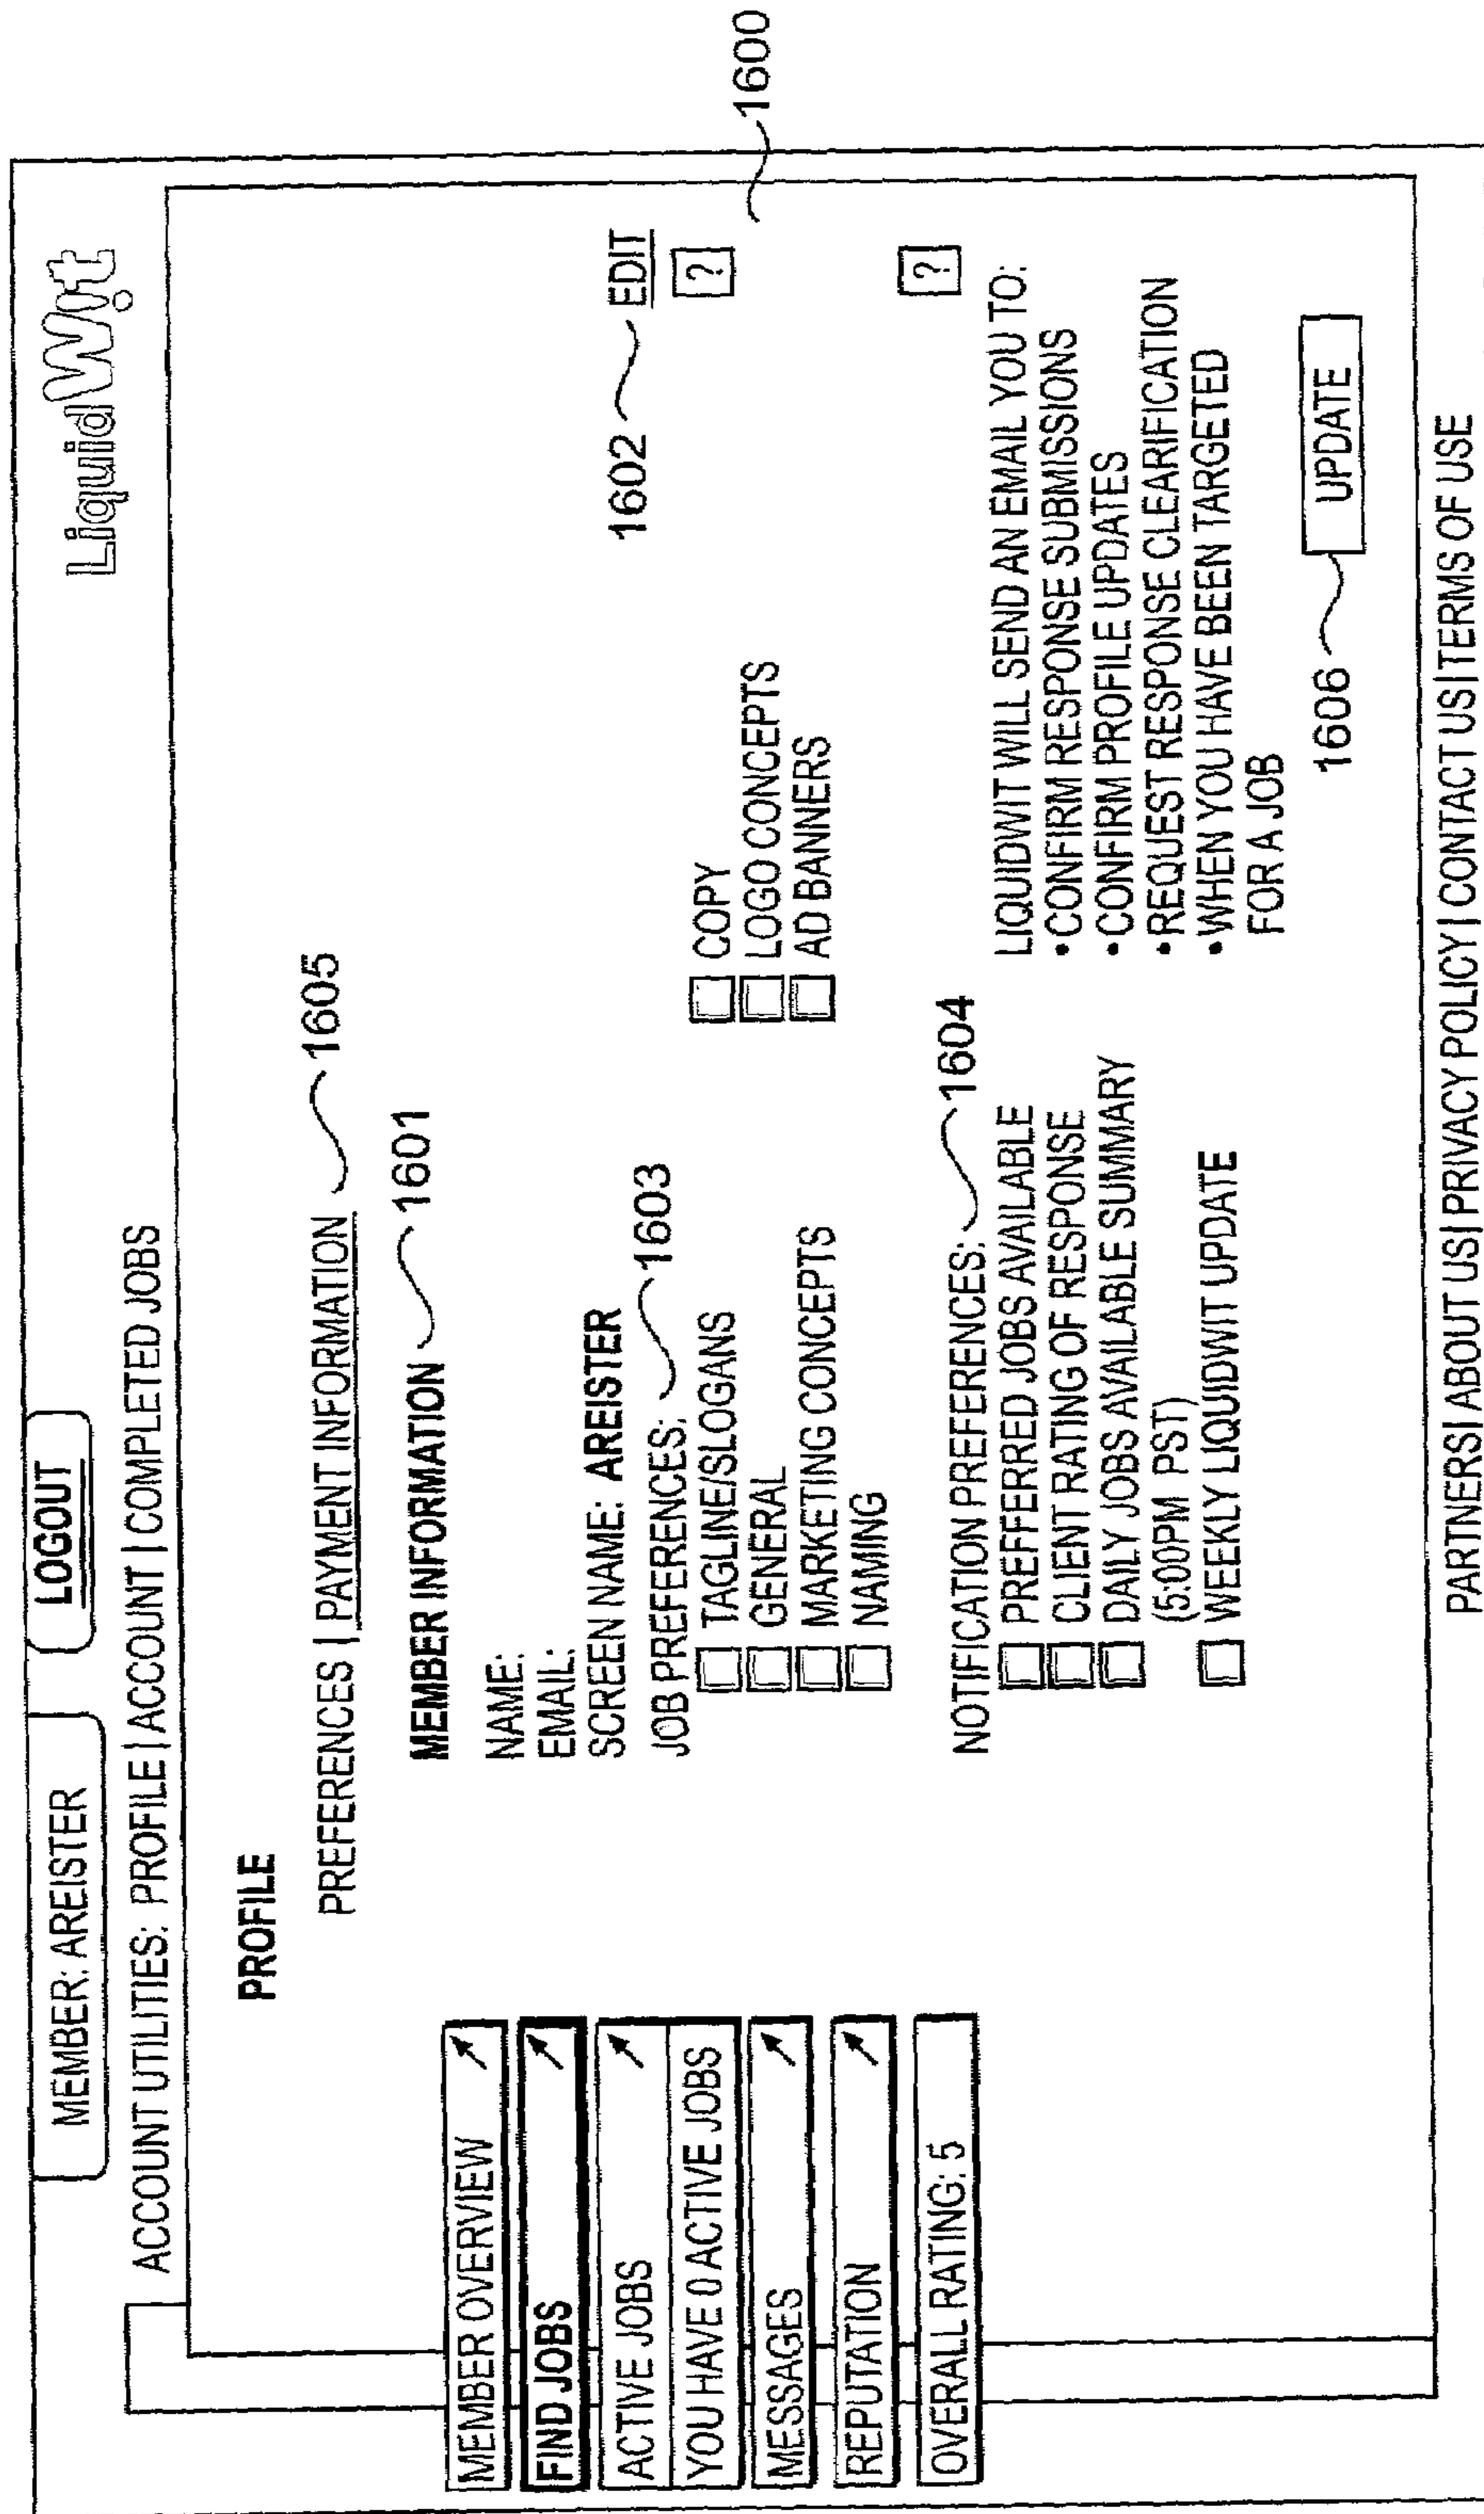 MEMBER: AREISTER
LOGOUT
LiquidW!t
ACCOUNT UTILITIES: PROFILE | ACCOUNT | COMPLETED JOBS
PROFILE
PREFERENCES | PAYMENT INFORMATION
1605
MEMBER OVERVIEW
FIND JOBS
ACTIVE JOBS
YOU HAVE 0 ACTIVE JOBS
MESSAGES
REPUTATION
OVERALL RATING: 5
MEMBER INFORMATION
1601
NAME:
EMAIL:
SCREEN NAME: AREISTER
1602
EDIT
JOB PREFERENCES:
1603
?
1600
TAGLINE/SLOGANS
GENERAL
MARKETING CONCEPTS
NAMING
COPY
LOGO CONCEPTS
AD BANNERS
NOTIFICATION PREFERENCES:
1604
?
PREFFERRED JOBS AVAILABLE
CLIENT RATING OF RESPONSE
DAILY JOBS AVAILABLE SUMMARY
(5:00PM PST)
WEEKLY LIQUIDWIT UPDATE
LIQUIDWIT WILL SEND AN EMAIL YOU TO:
•CONFIRM RESPONSE SUBMISSIONS
•CONFIRM PROFILE UPDATES
•REQUEST RESPONSE CLEARIFICATION
•WHEN YOU HAVE BEEN TARGETED
FOR A JOB
1606
UPDATE
PARTNERS| ABOUT US| PRIVACY POLICY | CONTACT US| TERMS OF USE